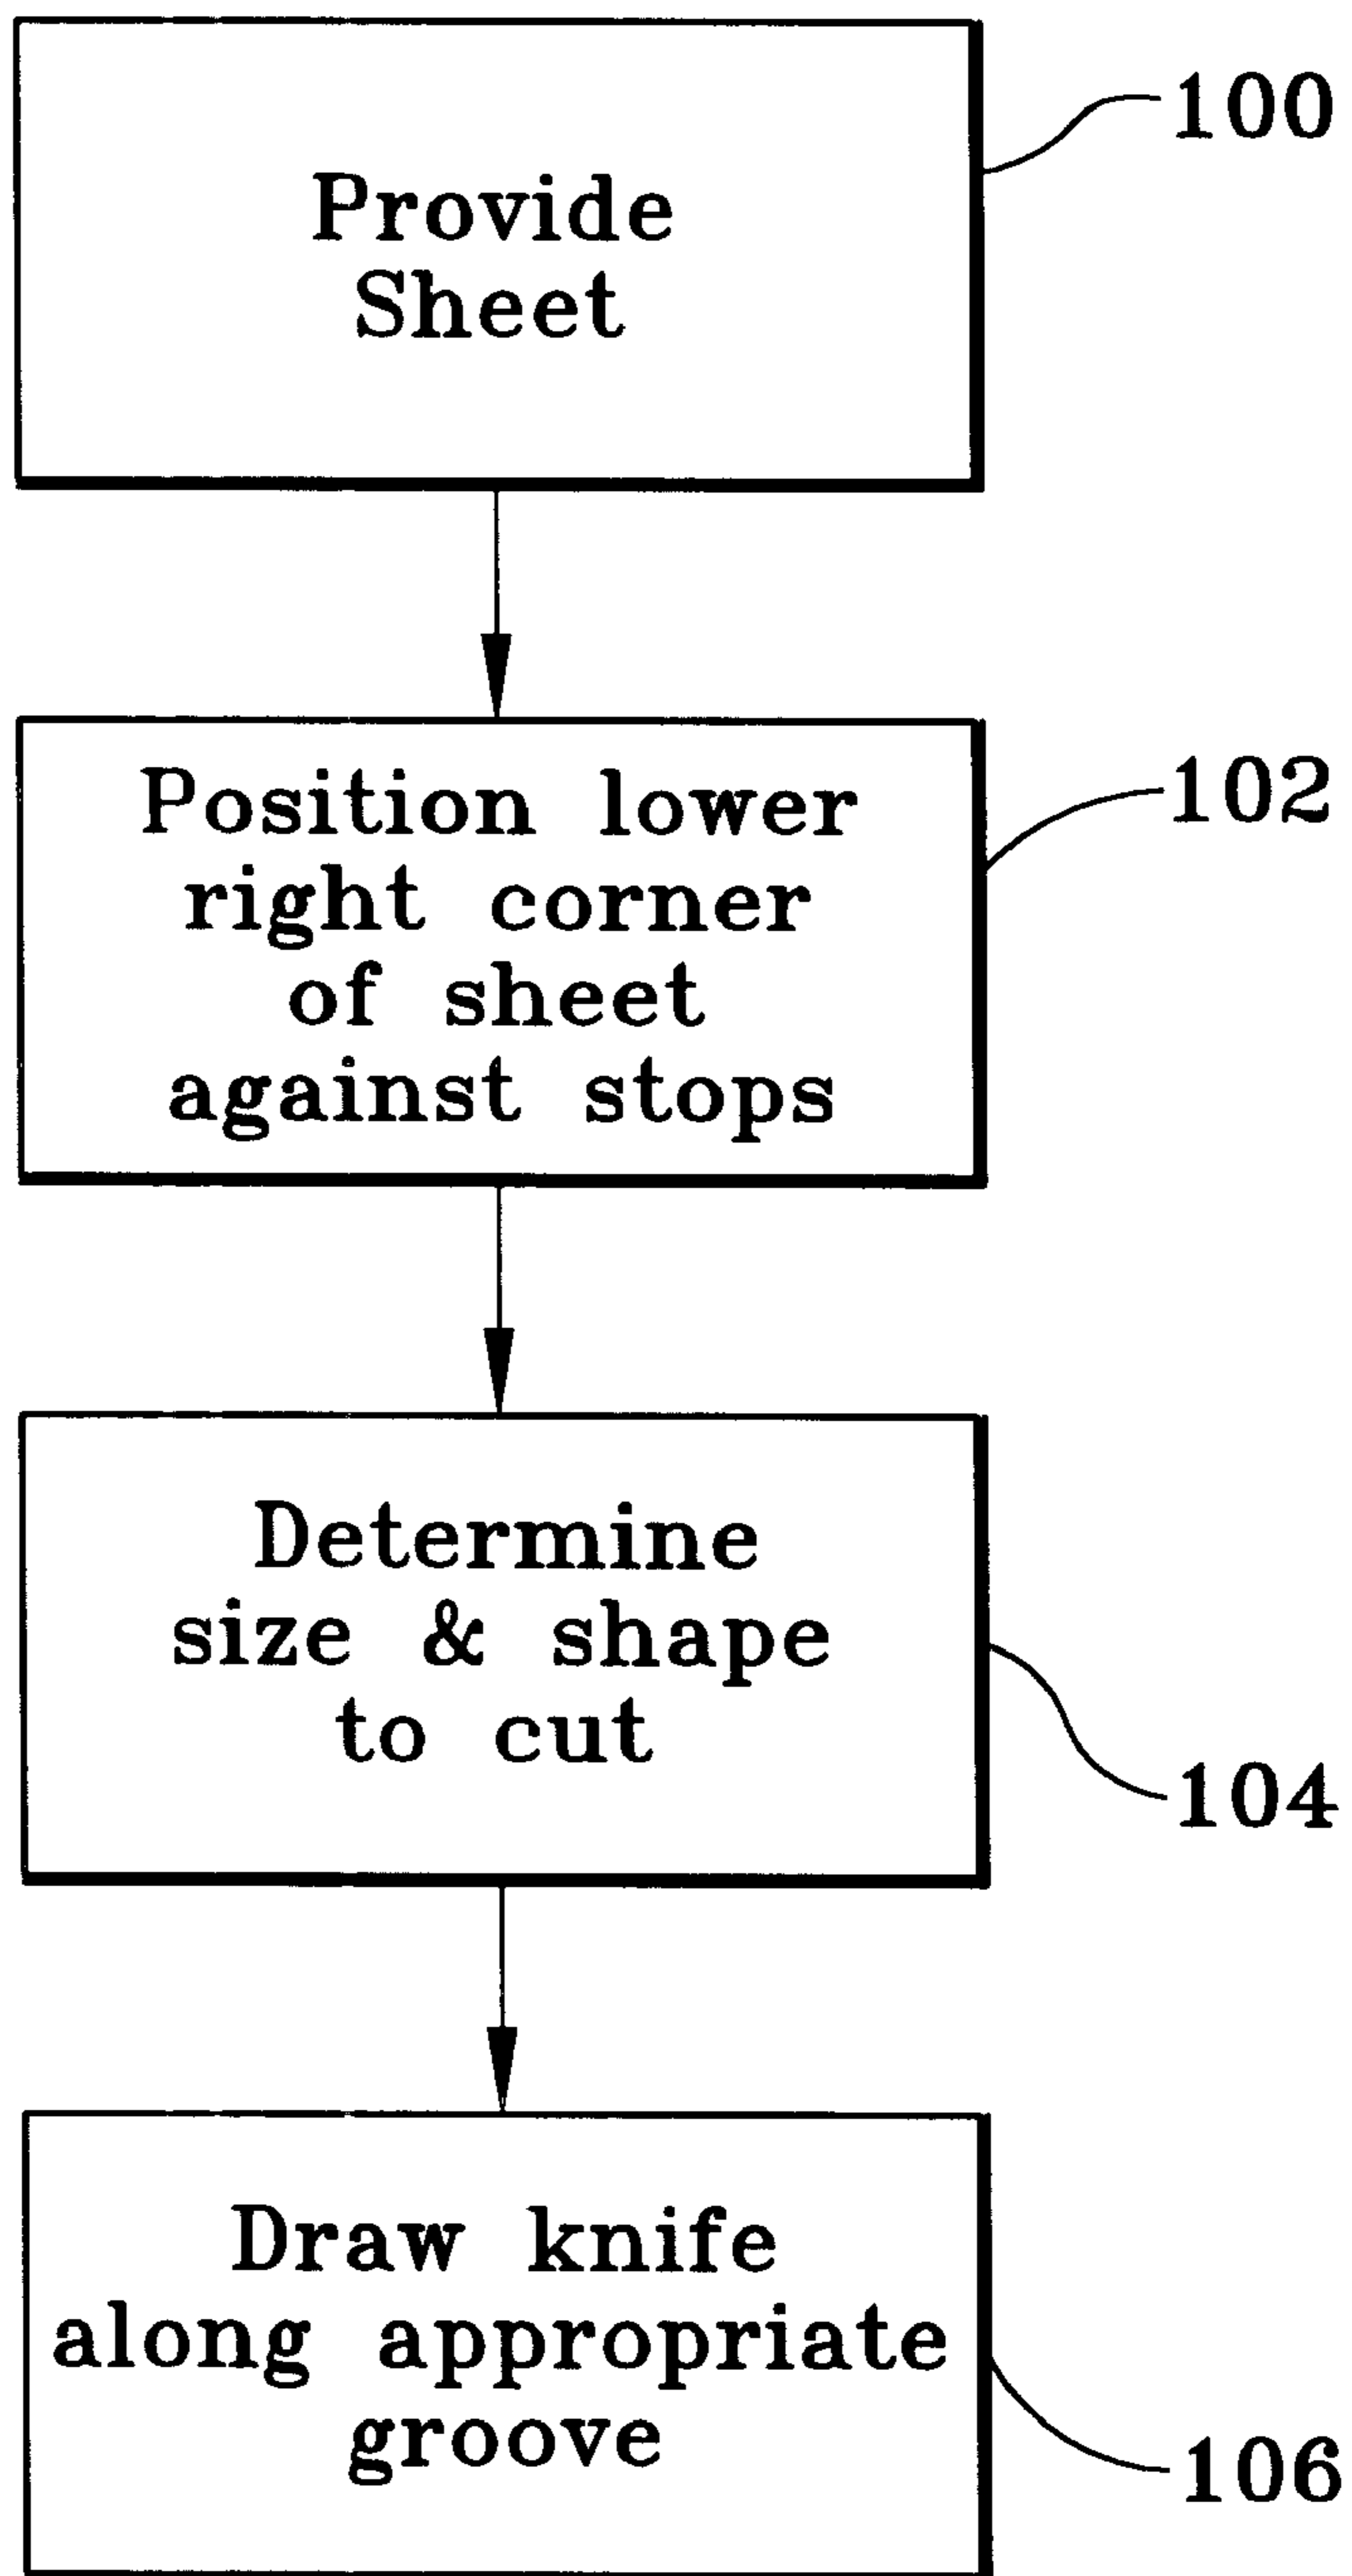 Provide
Sheet
100
Position lower
right corner
of sheet
against stops
102
Determine
size & shape
to cut
104
Draw knife
along appropriate
groove
106